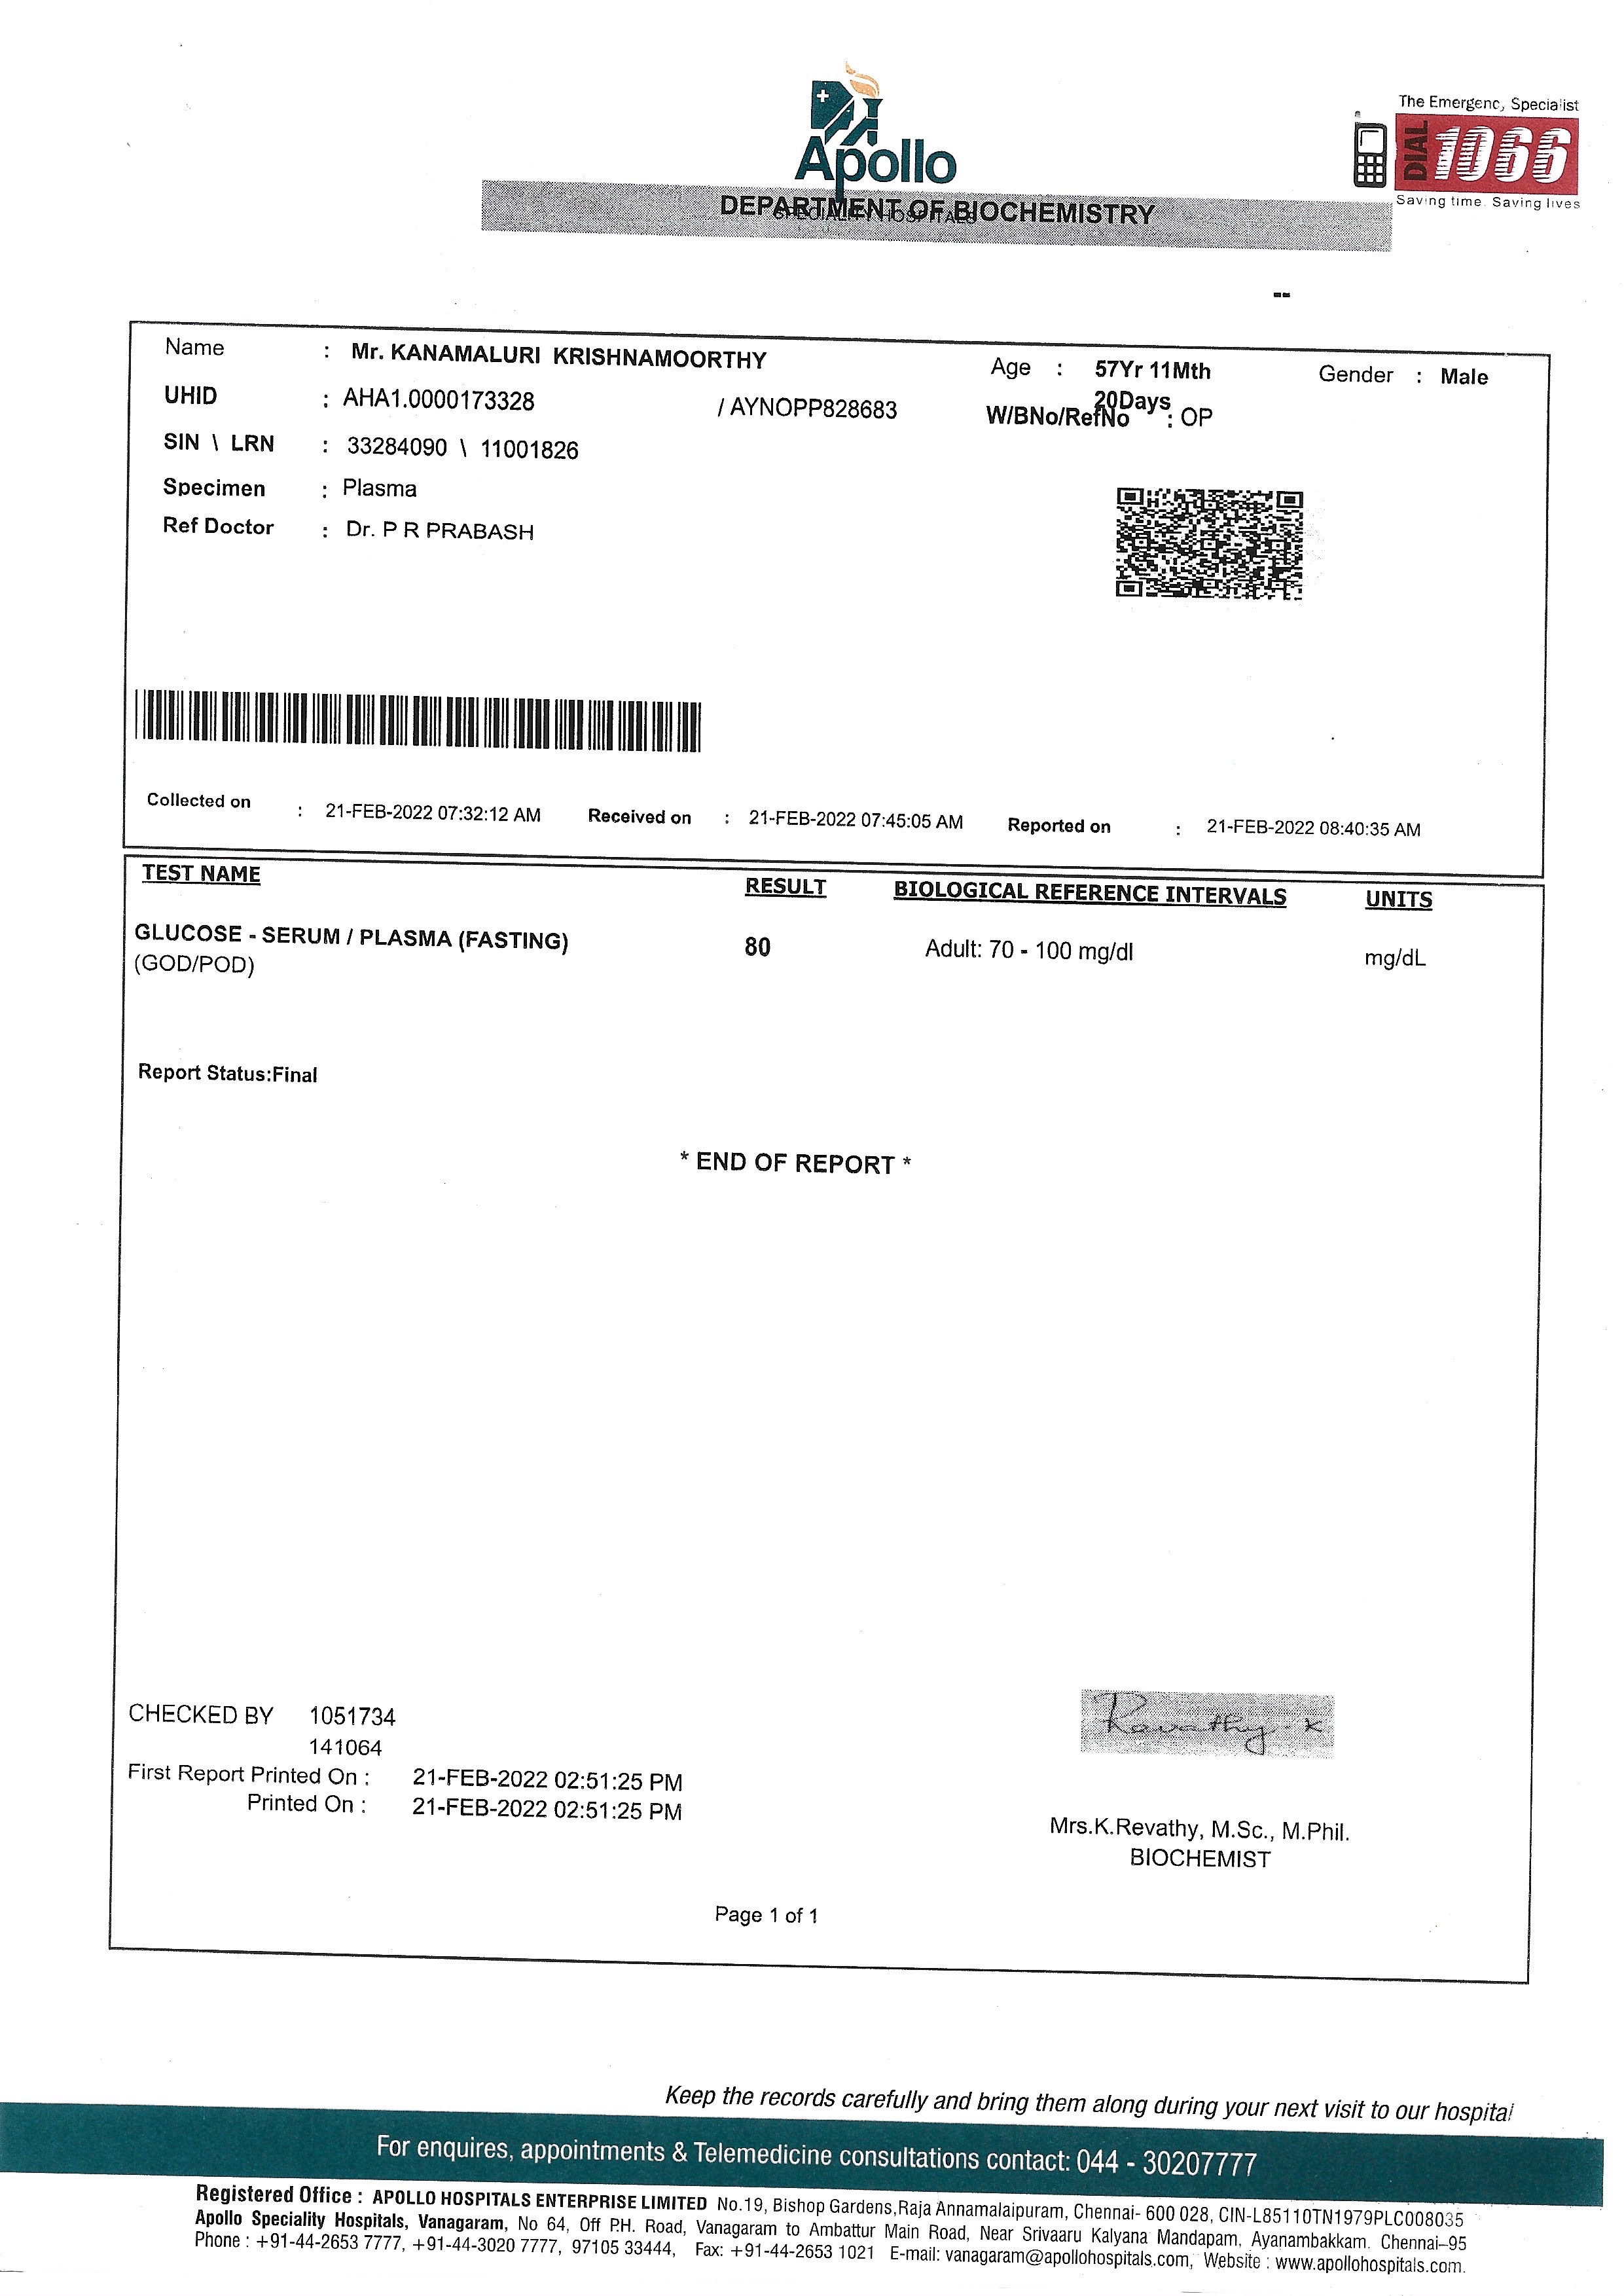 Apollo
SPECIALITY HOSPITALS
DEPARTMENT OF BIOCHEMISTRY
The Emergency Specialist
DIAL 1066
Saving time. Saving lives
--
Name : Mr. KANAMALURI KRISHNAMOORTHY Age : 57Yr 11Mth 20Days Gender : Male
UHID : AHA1.0000173328 / AYNOPP828683 W/BNo/RefNo : OP
SIN \ LRN : 33284090 \ 11001826
Specimen : Plasma
Ref Doctor : Dr. P R PRABASH
Collected on : 21-FEB-2022 07:32:12 AM Received on : 21-FEB-2022 07:45:05 AM Reported on : 21-FEB-2022 08:40:35 AM
TEST NAME RESULT BIOLOGICAL REFERENCE INTERVALS UNITS
GLUCOSE - SERUM / PLASMA (FASTING) 80 Adult: 70 - 100 mg/dl mg/dL
(GOD/POD)
Report Status:Final
* END OF REPORT *
CHECKED BY 1051734
141064
First Report Printed On : 21-FEB-2022 02:51:25 PM
Printed On : 21-FEB-2022 02:51:25 PM
Revathy. K
Mrs.K.Revathy, M.Sc., M.Phil.
BIOCHEMIST
Page 1 of 1
Keep the records carefully and bring them along during your next visit to our hospital
For enquires, appointments & Telemedicine consultations contact: 044 - 30207777
Registered Office : APOLLO HOSPITALS ENTERPRISE LIMITED No.19, Bishop Gardens,Raja Annamalaipuram, Chennai- 600 028, CIN-L85110TN1979PLC008035
Apollo Speciality Hospitals, Vanagaram, No 64, Off P.H. Road, Vanagaram to Ambattur Main Road, Near Srivaaru Kalyana Mandapam, Ayanambakkam. Chennai–95
Phone : +91-44-2653 7777, +91-44-3020 7777, 97105 33444, Fax: +91-44-2653 1021 E-mail: vanagaram@apollohospitals.com, Website : www.apollohospitals.com.